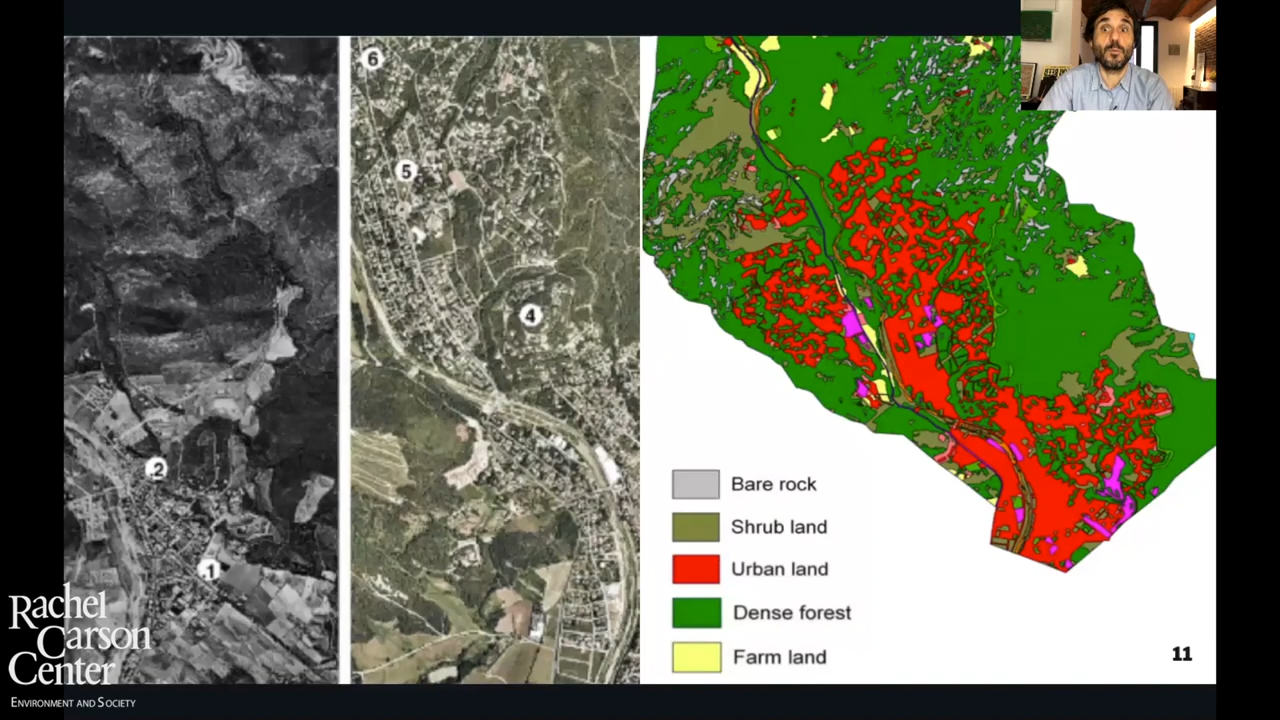 6
5
4
.2
.1
Bare rock
Shrub land
Urban land
Dense forest
Farm land
11
Rachel
Carson
Center
ENVIRONMENT AND SOCIETY